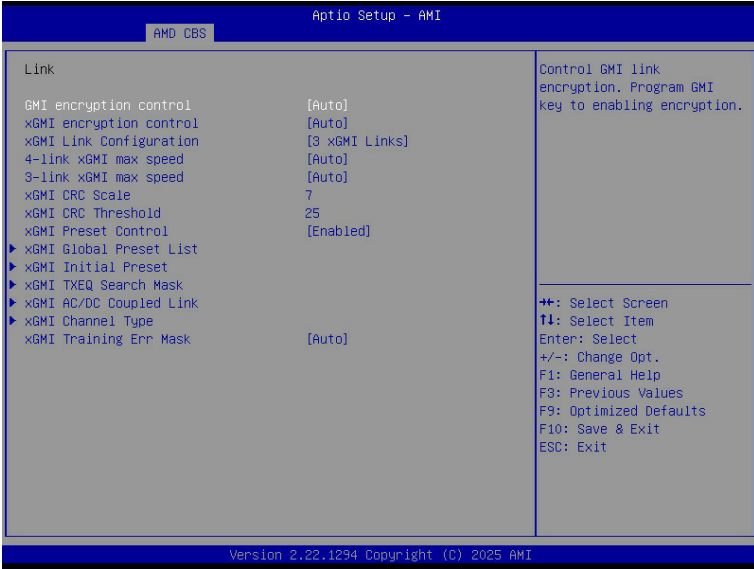 Aptio Setup – AMI
AMD CBS
Link
GMI encryption control [Auto]
xGMI encryption control [Auto]
xGMI Link Configuration [3 xGMI Links]
4-link xGMI max speed [Auto]
3-link xGMI max speed [Auto]
xGMI CRC Scale 7
xGMI CRC Threshold 25
xGMI Preset Control [Enabled]
xGMI Global Preset List
xGMI Initial Preset
xGMI TXEQ Search Mask
xGMI AC/DC Coupled Link
xGMI Channel Type
xGMI Training Err Mask [Auto]
Control GMI link
encryption. Program GMI
key to enabling encryption.
→←: Select Screen
↑↓: Select Item
Enter: Select
+/-: Change Opt.
F1: General Help
F3: Previous Values
F9: Optimized Defaults
F10: Save & Exit
ESC: Exit
Version 2.22.1294 Copyright (C) 2025 AMI